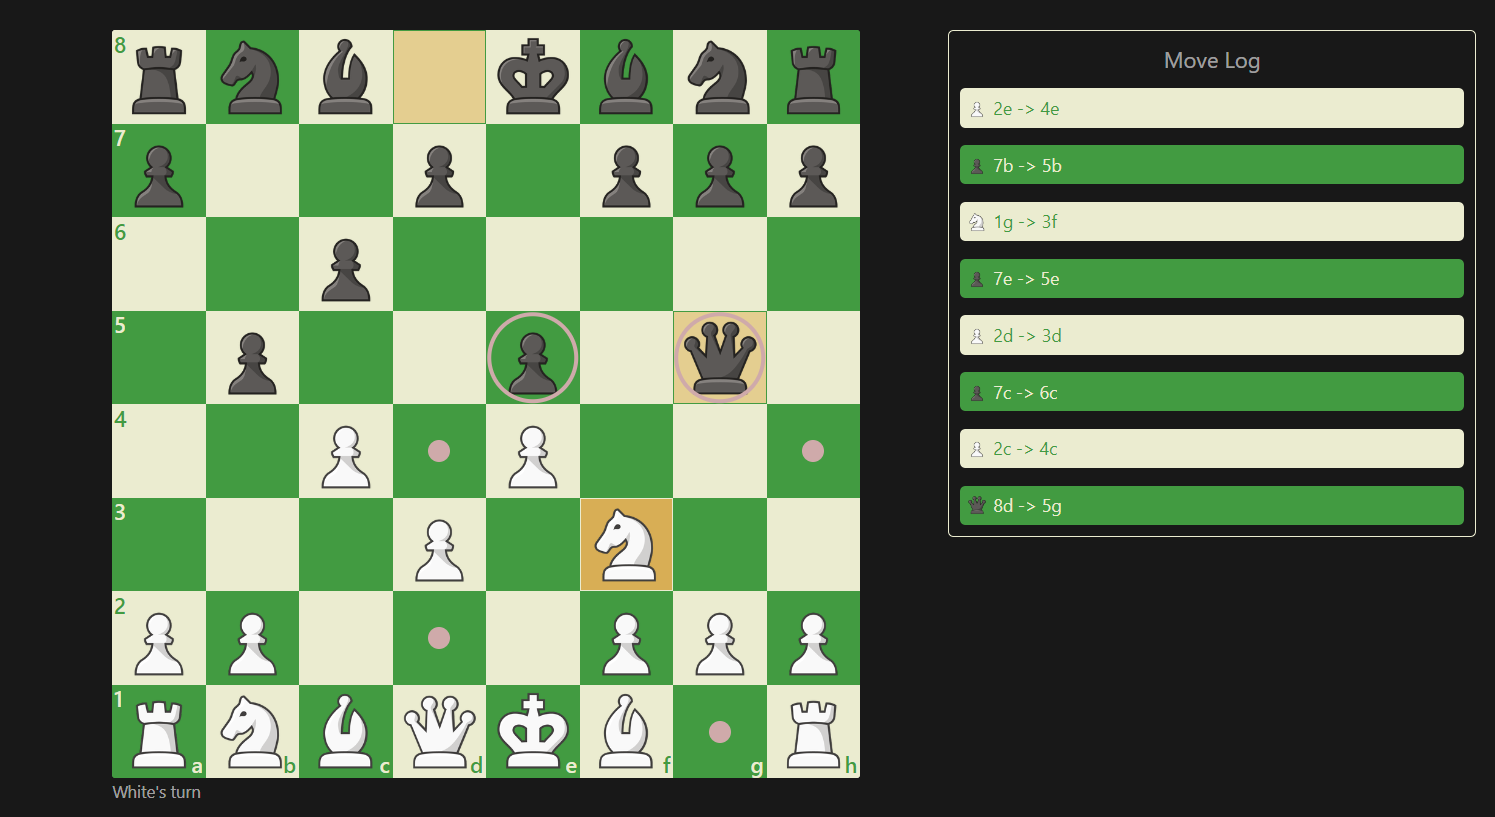 8
7
6
5
4
3
2
1
a b c d e f g h
White's turn
Move Log
2e -> 4e
7b -> 5b
1g -> 3f
7e -> 5e
2d -> 3d
7c -> 6c
2c -> 4c
8d -> 5g